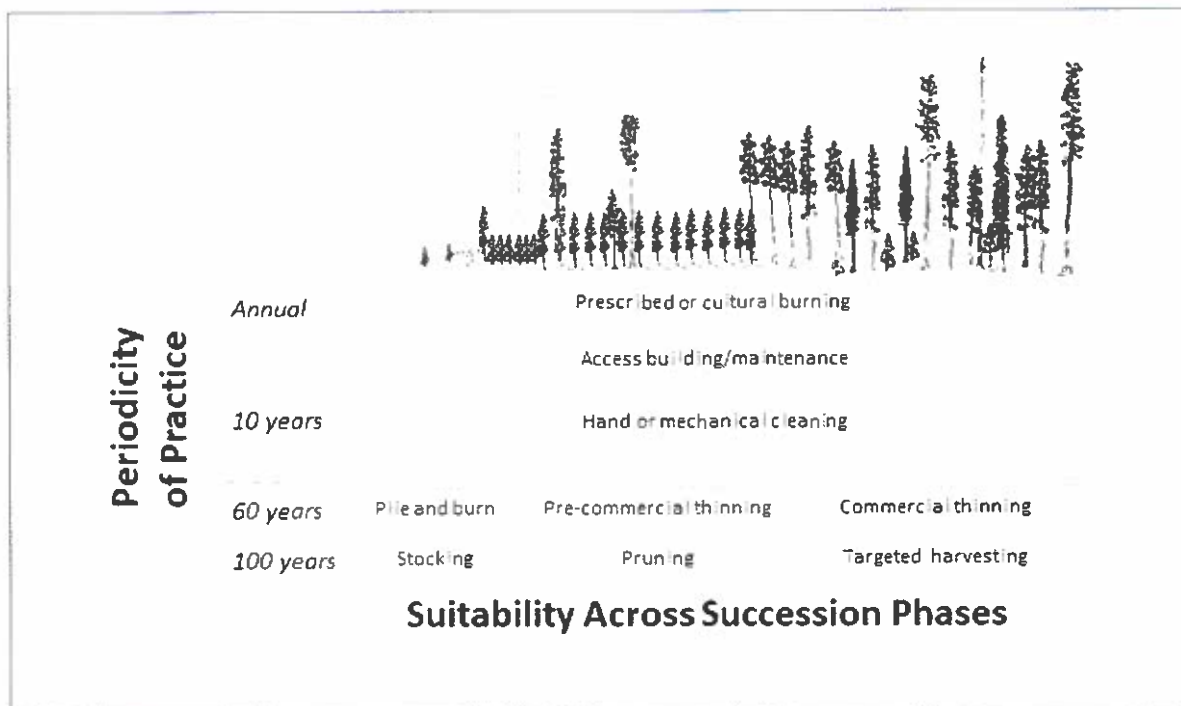 Periodicity
of Practice
Annual
Prescribed or cultural burning
Access building/maintenance
10 years
Hand or mechanical cleaning
60 years
Pile and burn
Pre-commercial thinning
Commercial thinning
100 years
Stocking
Pruning
Targeted harvesting
Suitability Across Succession Phases